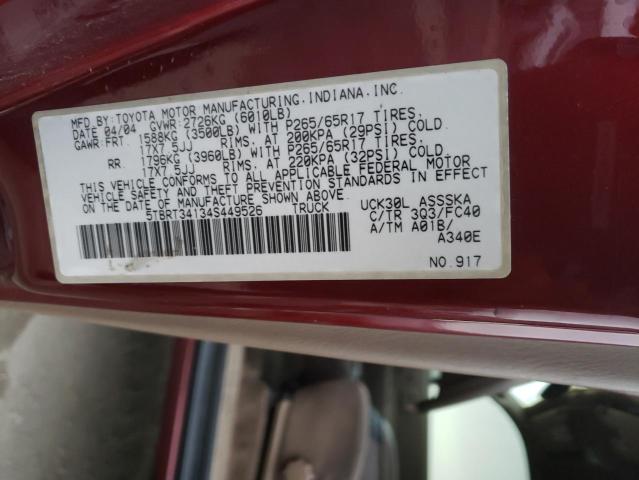 MFD.BY:TOYOTA MOTOR MANUFACTURING,INDIANA,INC.
DATE 04/04 GVWR 2726KG (6010LB)
GAWR:FRT. 1588KG (3500LB) WITH P265/65R17 TIRES,
17X7.5JJ RIMS, AT 200KPA (29PSI) COLD
RR 1796KG (3960LB) WITH P265/65R17 TIRES,
17X7.5JJ RIMS, AT 220KPA (32PSI) COLD
THIS VEHICLE CONFORMS TO ALL APPLICABLE FEDERAL MOTOR
VEHICLE SAFETY STANDARDS IN EFFECT
ON THE DATE OF MANUFACTURE SHOWN ABOVE.
5TBRT34134S449526 TRUCK
UCK30L ASSSKA
C/TR 3Q3/FC40
A/TM A01B/
A340E
NO.917